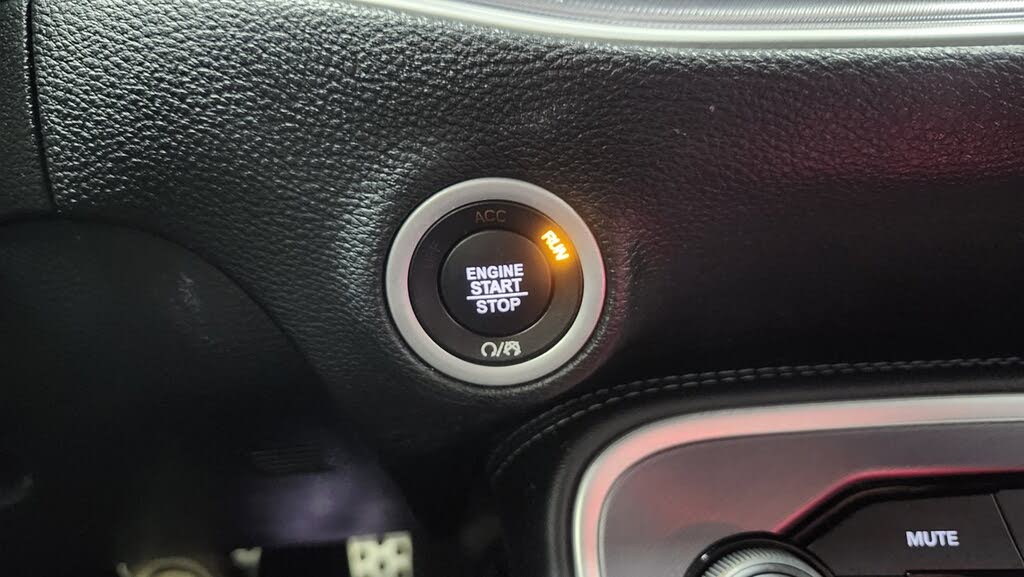 ACC
RUN
ENGINE
START
STOP
/
MUTE